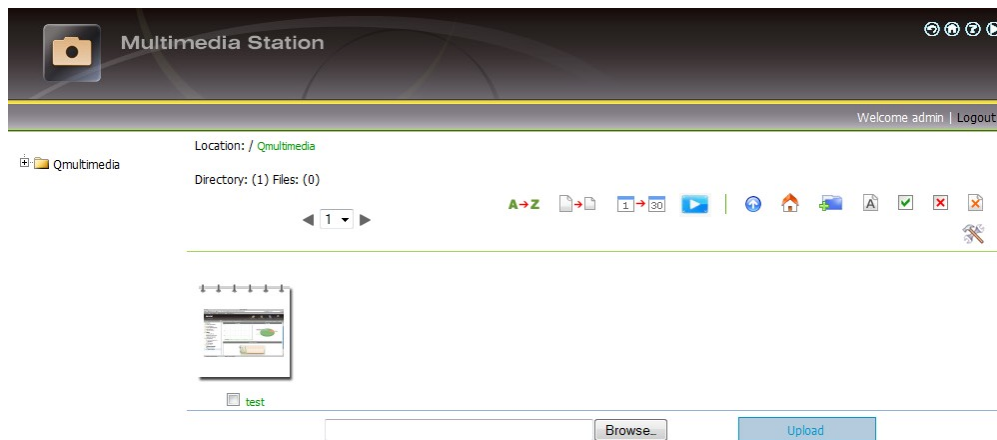 Multimedia Station
Welcome admin | Logout
Location: / Qmultimedia
Qmultimedia
Directory: (1) Files: (0)
A→Z 1→30 A
1
test
Browse... Upload